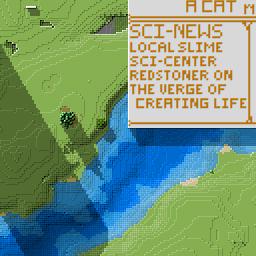 A CAT M
SCI-NEWS
LOCAL SLIME
SCI-CENTER
REDSTONER ON
THE VERGE OF
CREATING LIFE